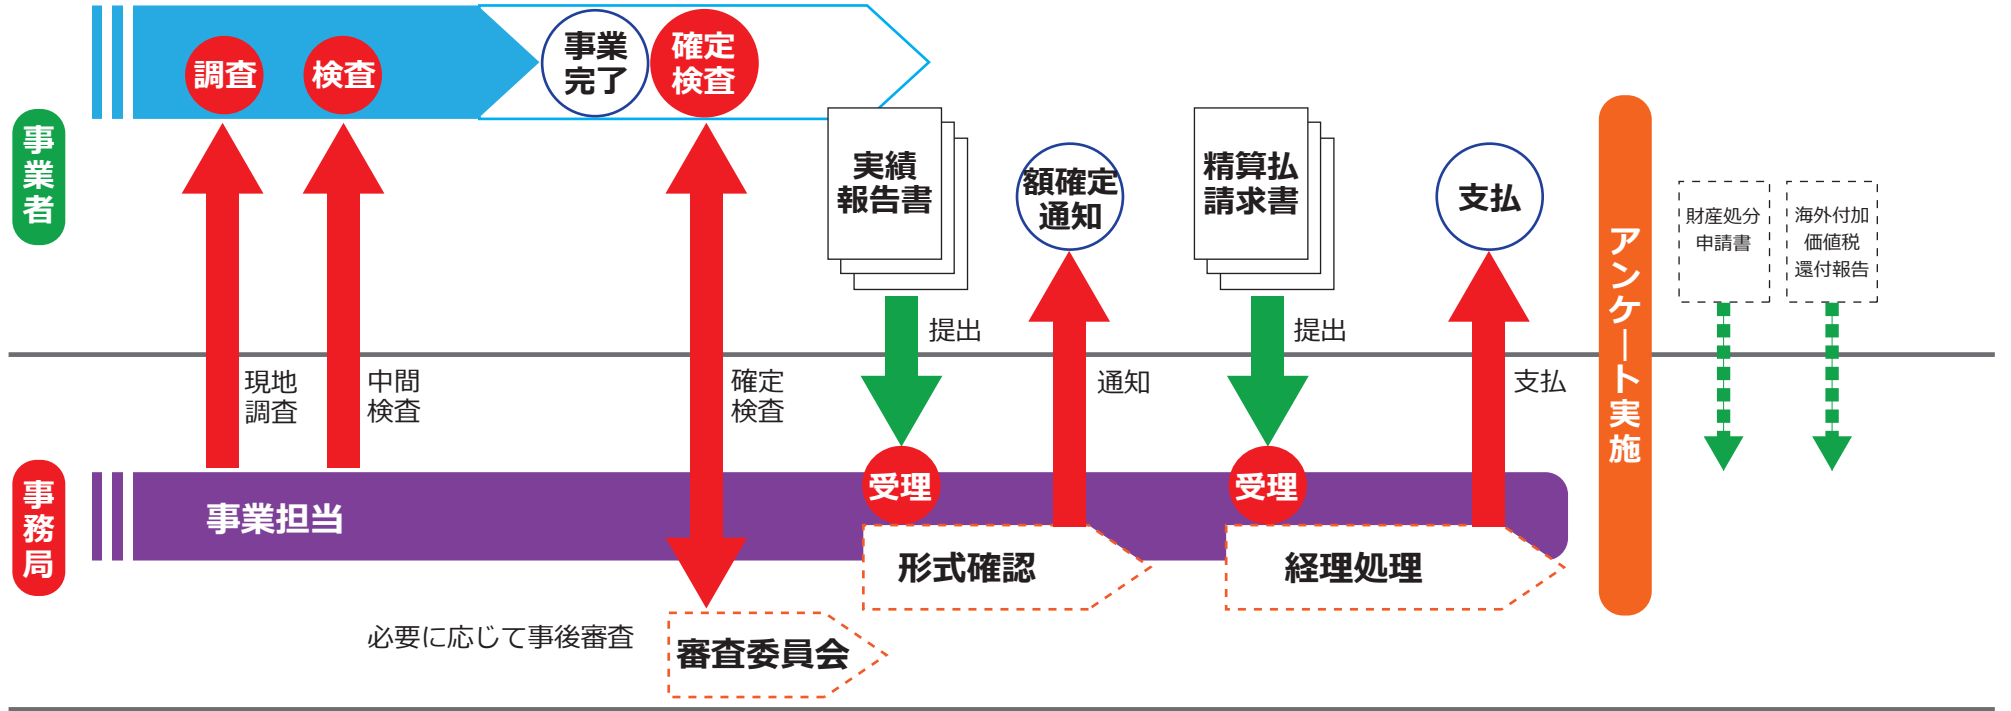 調査
検査
事業
完了
確定
検査
事業者
実績
報告書
額確定
通知
精算払
請求書
支払
アンケート実施
財産処分
申請書
海外付加
価値税
還付報告
提出
提出
現地
調査
中間
検査
確定
検査
通知
支払
事務局
事業担当
受理
受理
形式確認
経理処理
必要に応じて事後審査
審査委員会